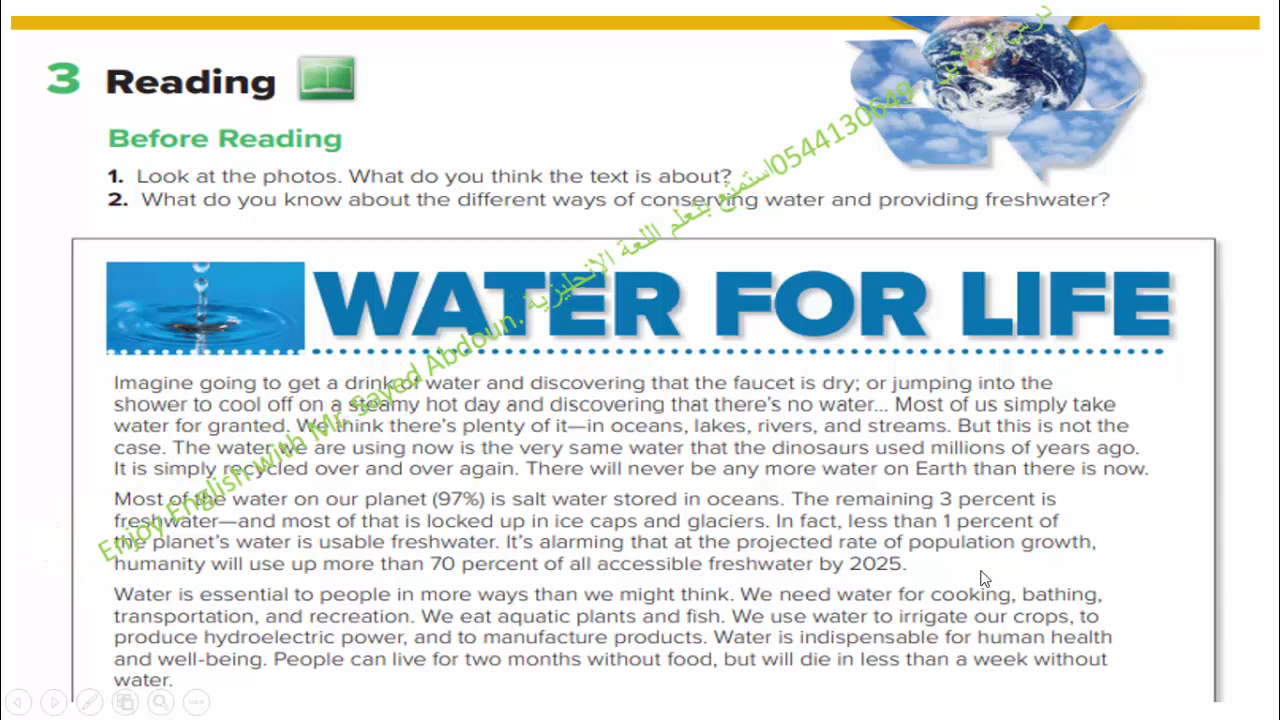 3 Reading
Before Reading
1. Look at the photos. What do you think the text is about?
2. What do you know about the different ways of conserving water and providing freshwater?
WATER FOR LIFE
Imagine going to get a drink of water and discovering that the faucet is dry; or jumping into the
shower to cool off on a steamy hot day and discovering that there's no water... Most of us simply take
water for granted. We think there's plenty of it—in oceans, lakes, rivers, and streams. But this is not the
case. The water we are using now is the very same water that the dinosaurs used millions of years ago.
It is simply recycled over and over again. There will never be any more water on Earth than there is now.
Most of the water on our planet (97%) is salt water stored in oceans. The remaining 3 percent is
freshwater—and most of that is locked up in ice caps and glaciers. In fact, less than 1 percent of
the planet's water is usable freshwater. It's alarming that at the projected rate of population growth,
humanity will use up more than 70 percent of all accessible freshwater by 2025.
Water is essential to people in more ways than we might think. We need water for cooking, bathing,
transportation, and recreation. We eat aquatic plants and fish. We use water to irrigate our crops, to
produce hydroelectric power, and to manufacture products. Water is indispensable for human health
and well-being. People can live for two months without food, but will die in less than a week without
water.
Enjoy English with Mr. Sayed Abdoun. استمتع بتعلم اللغة الإنجليزية 0544130649